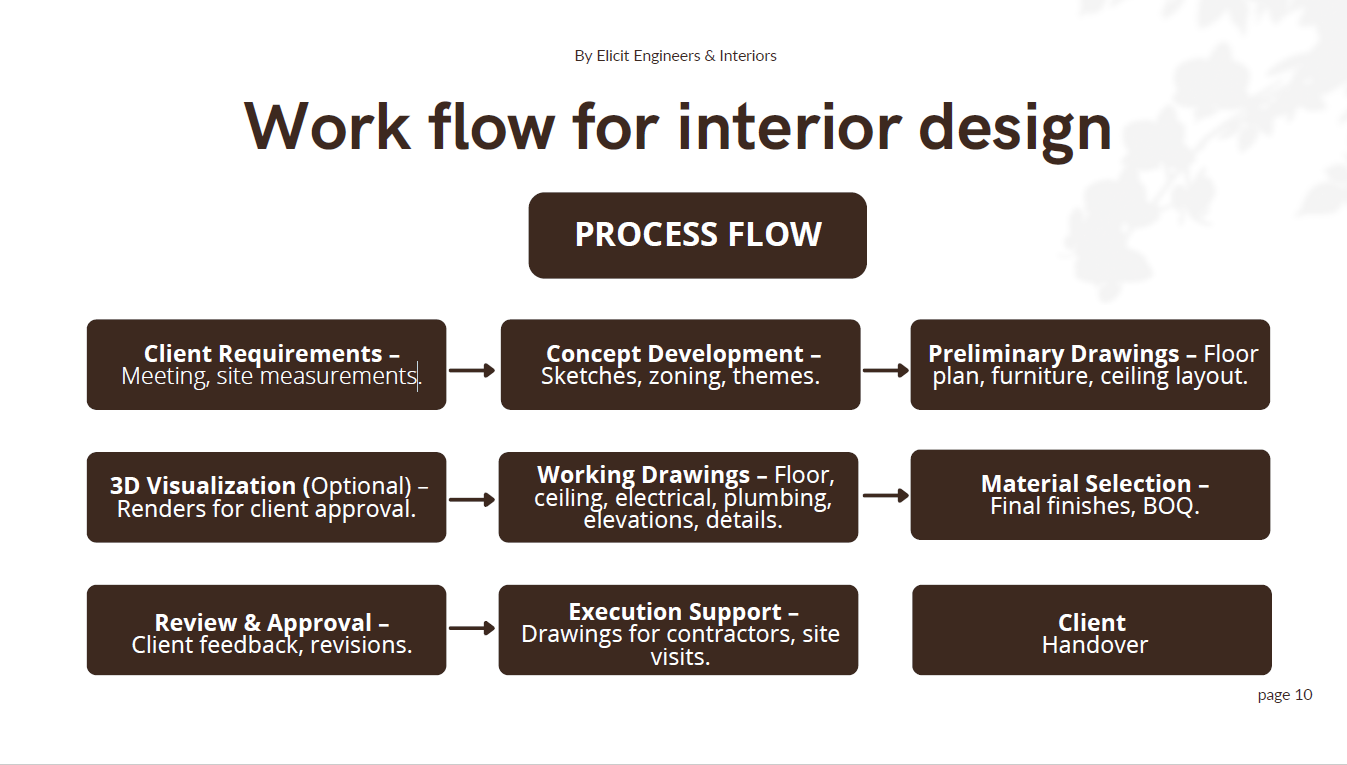 By Elicit Engineers & Interiors
Work flow for interior design
PROCESS FLOW
Client Requirements –
Meeting, site measurements.
Concept Development –
Sketches, zoning, themes.
Preliminary Drawings – Floor
plan, furniture, ceiling layout.
3D Visualization (Optional) –
Renders for client approval.
Working Drawings – Floor,
ceiling, electrical, plumbing,
elevations, details.
Material Selection –
Final finishes, BOQ.
Review & Approval –
Client feedback, revisions.
Execution Support –
Drawings for contractors, site
visits.
Client
Handover
page 10